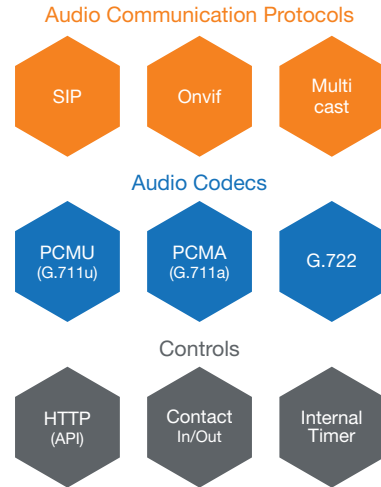 Audio Communication Protocols
SIP
Onvif
Multi
cast
Audio Codecs
PCMU
(G.711u)
PCMA
(G.711a)
G.722
Controls
HTTP
(API)
Contact
In/Out
Internal
Timer